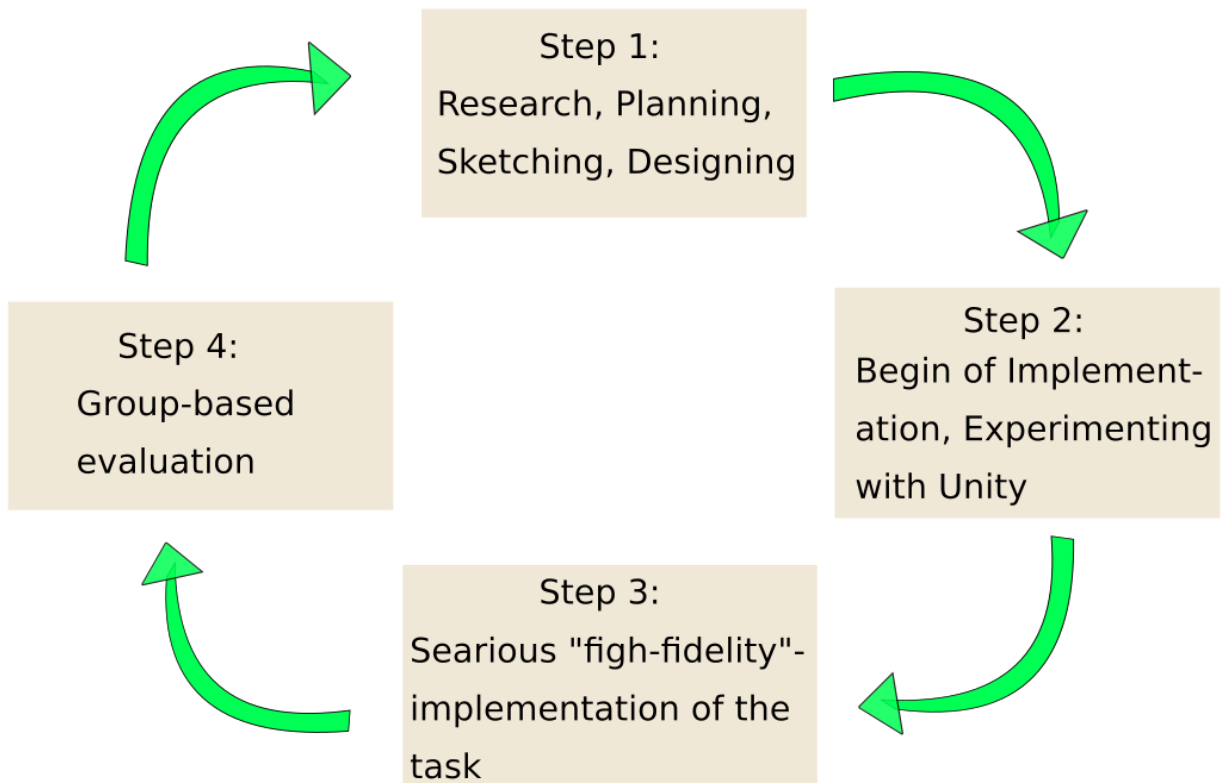 Step 1:
Research, Planning,
Sketching, Designing
Step 2:
Begin of Implement-
ation, Experimenting
with Unity
Step 3:
Searious "figh-fidelity"-
implementation of the
task
Step 4:
Group-based
evaluation